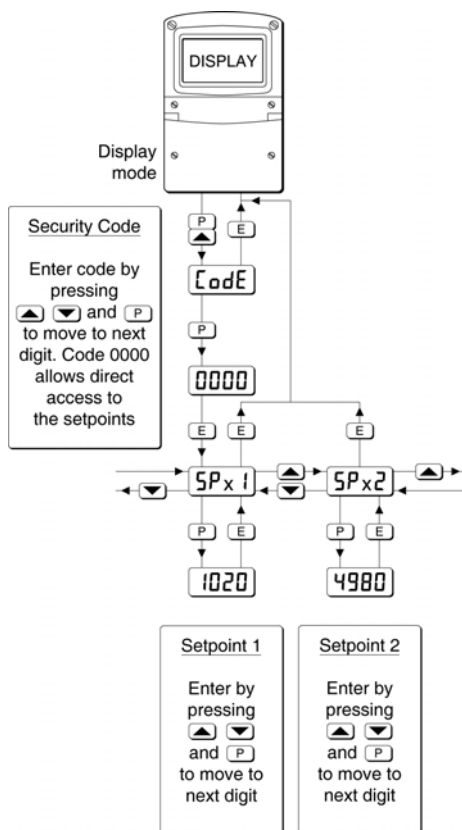 DISPLAY
Display
mode
P
▲
E
Security Code
Enter code by
pressing
▲ ▼ and P
to move to next
digit. Code 0000
allows direct
access to
the setpoints
CodE
P
0000
E E E
SPx1 ▲ SPx2 ▲
▼ ▼
P E P E
1020 4980
Setpoint 1
Enter by
pressing
▲ ▼
and P
to move to
next digit
Setpoint 2
Enter by
pressing
▲ ▼
and P
to move to
next digit